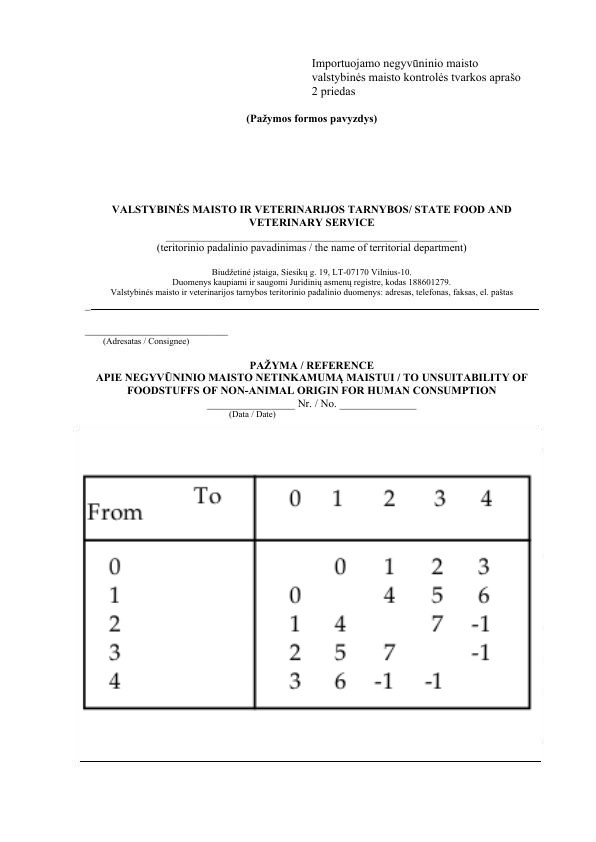 Importuojamo negyvūninio maisto
valstybinės maisto kontrolės tvarkos aprašo
2 priedas
(Pažymos formos pavyzdys)
VALSTYBINĖS MAISTO IR VETERINARIJOS TARNYBOS/ STATE FOOD AND
VETERINARY SERVICE
(teritorinio padalinio pavadinimas / the name of territorial department)
Biudžetinė įstaiga, Siesikų g. 19, LT-07170 Vilnius-10.
Duomenys kaupiami ir saugomi Juridinių asmenų registre, kodas 188601279.
Valstybinės maisto ir veterinarijos tarnybos teritorinio padalinio duomenys: adresas, telefonas, faksas, el. paštas
(Adresatas / Consignee)
PAŽYMA / REFERENCE
APIE NEGYVŪNINIO MAISTO NETINKAMUMĄ MAISTUI / TO UNSUITABILITY OF
FOODSTUFFS OF NON-ANIMAL ORIGIN FOR HUMAN CONSUMPTION
________________ Nr. / No. ______________
(Data / Date)
From To 0 1 2 3 4
0 0 1 2 3
1 0 4 5 6
2 1 4 7 -1
3 2 5 7 -1
4 3 6 -1 -1